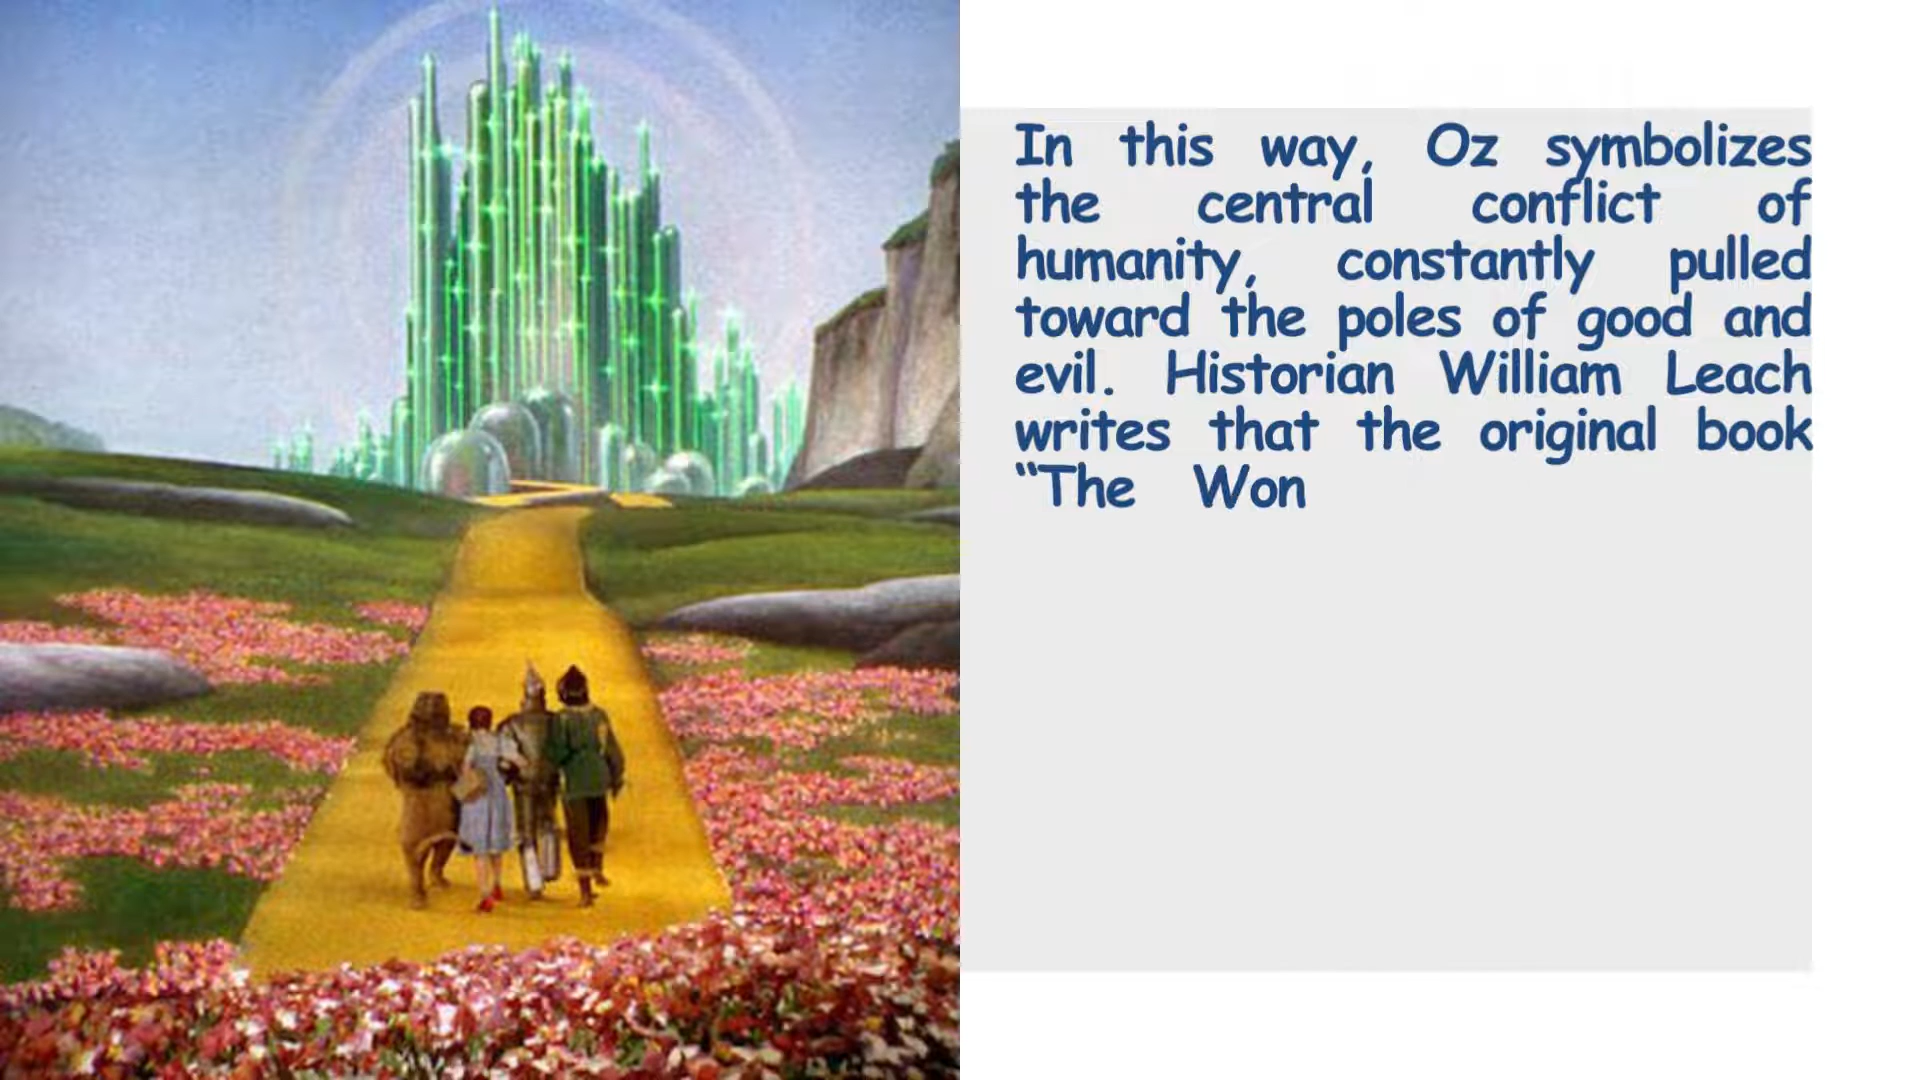 In this way, Oz symbolizes
the central conflict of
humanity, constantly pulled
toward the poles of good and
evil. Historian William Leach
writes that the original book
“The Won